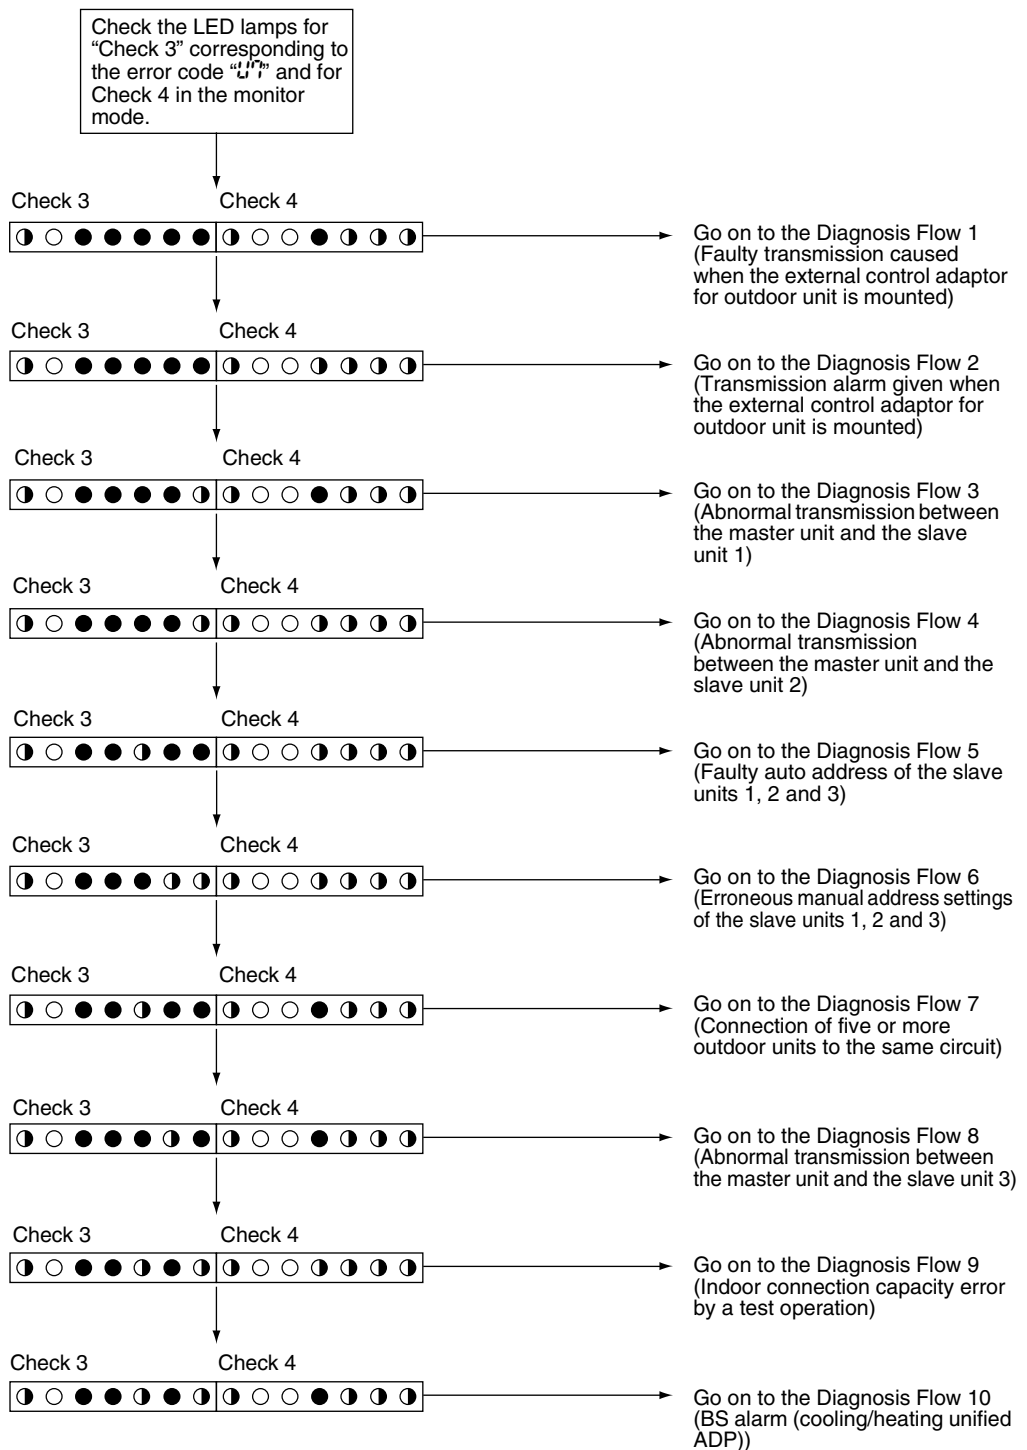 Check the LED lamps for
“Check 3” corresponding to
the error code “U7” and for
Check 4 in the monitor
mode.
Check 3 Check 4
Go on to the Diagnosis Flow 1
(Faulty transmission caused
when the external control adaptor
for outdoor unit is mounted)
Check 3 Check 4
Go on to the Diagnosis Flow 2
(Transmission alarm given when
the external control adaptor for
outdoor unit is mounted)
Check 3 Check 4
Go on to the Diagnosis Flow 3
(Abnormal transmission between
the master unit and the slave
unit 1)
Check 3 Check 4
Go on to the Diagnosis Flow 4
(Abnormal transmission
between the master unit and the
slave unit 2)
Check 3 Check 4
Go on to the Diagnosis Flow 5
(Faulty auto address of the slave
units 1, 2 and 3)
Check 3 Check 4
Go on to the Diagnosis Flow 6
(Erroneous manual address settings
of the slave units 1, 2 and 3)
Check 3 Check 4
Go on to the Diagnosis Flow 7
(Connection of five or more
outdoor units to the same circuit)
Check 3 Check 4
Go on to the Diagnosis Flow 8
(Abnormal transmission between
the master unit and the slave unit 3)
Check 3 Check 4
Go on to the Diagnosis Flow 9
(Indoor connection capacity error
by a test operation)
Check 3 Check 4
Go on to the Diagnosis Flow 10
(BS alarm (cooling/heating unified
ADP))